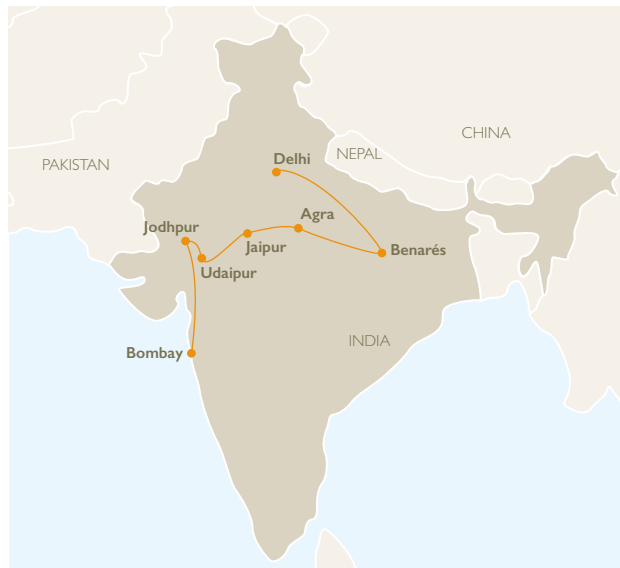 CHINA
Delhi
NEPAL
PAKISTAN
Agra
Jodhpur
Jaipur
Benarés
Udaipur
INDIA
Bombay